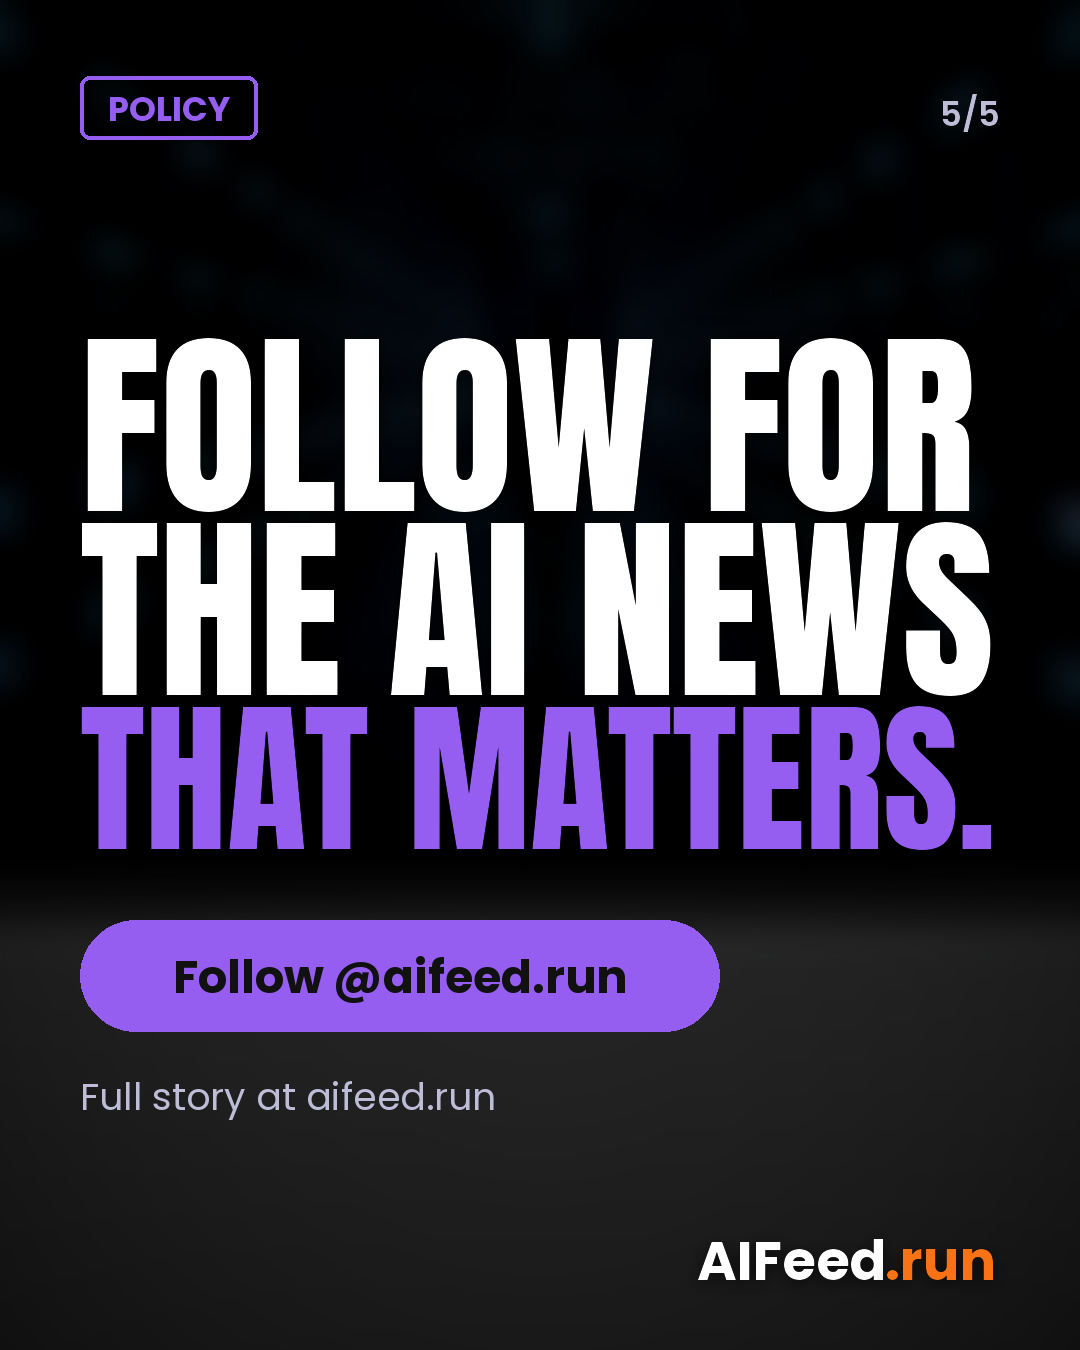 POLICY
5/5
FOLLOW FOR
THE AI NEWS
THAT MATTERS.
Follow @aifeed.run
Full story at aifeed.run
AIFeed.run